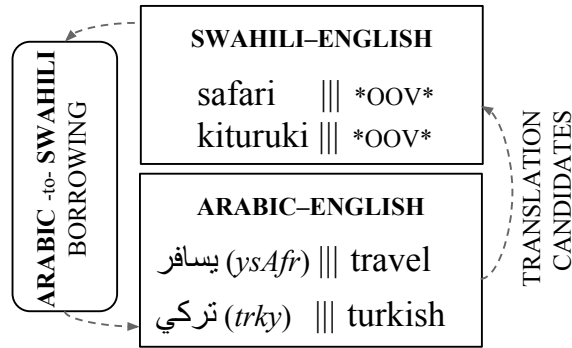 ARABIC -to- SWAHILI
BORROWING
SWAHILI–ENGLISH
safari ||| *OOV*
kituruki ||| *OOV*
ARABIC–ENGLISH
يسافر (ysAfr) ||| travel
تركي (trky) ||| turkish
TRANSLATION
CANDIDATES